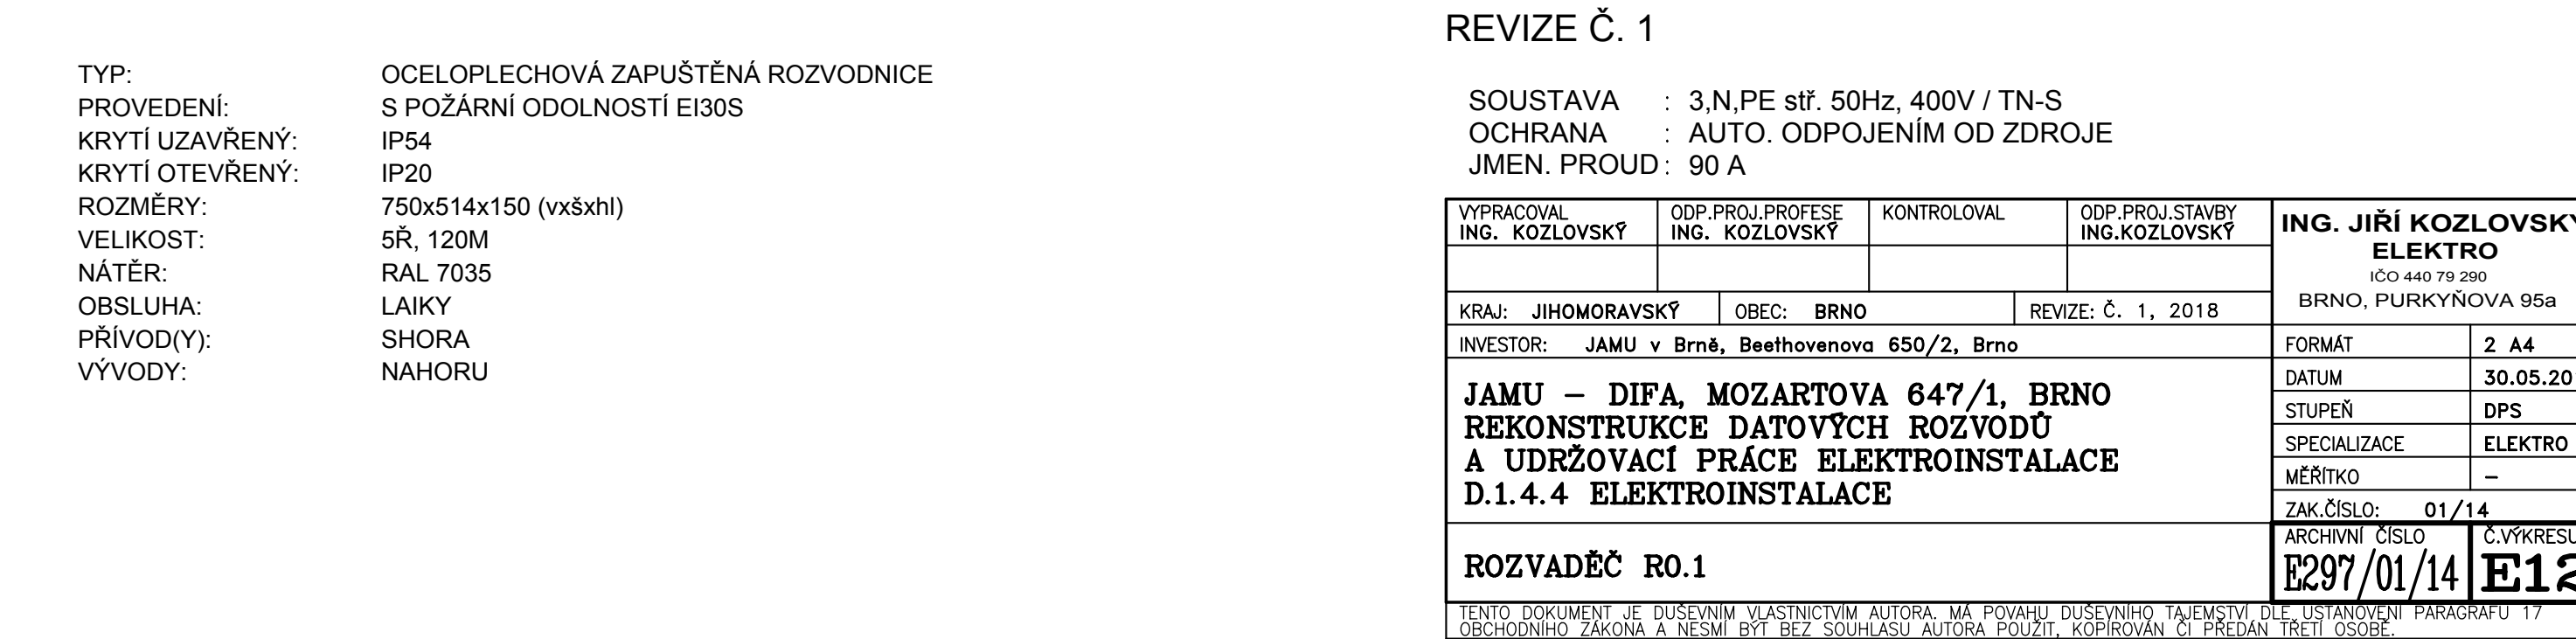 REVIZE Č. 1
TYP: OCELOPLECHOVÁ ZAPUŠTĚNÁ ROZVODNICE
PROVEDENÍ: S POŽÁRNÍ ODOLNOSTÍ EI30S
KRYTÍ UZAVŘENÝ: IP54
KRYTÍ OTEVŘENÝ: IP20
ROZMĚRY: 750x514x150 (vxšxhl)
VELIKOST: 5Ř, 120M
NÁTĚR: RAL 7035
OBSLUHA: LAIKY
PŘÍVOD(Y): SHORA
VÝVODY: NAHORU
SOUSTAVA : 3,N,PE stř. 50Hz, 400V / TN-S
OCHRANA : AUTO. ODPOJENÍM OD ZDROJE
JMEN. PROUD : 90 A
VYPRACOVAL ODP.PROJ.PROFESE KONTROLOVAL ODP.PROJ.STAVBY
ING. KOZLOVSKÝ ING. KOZLOVSKÝ ING.KOZLOVSKÝ
KRAJ: JIHOMORAVSKÝ OBEC: BRNO REVIZE: Č. 1, 2018
INVESTOR: JAMU v Brně, Beethovenova 650/2, Brno
JAMU – DIFA, MOZARTOVA 647/1, BRNO
REKONSTRUKCE DATOVÝCH ROZVODŮ
A UDRŽOVACÍ PRÁCE ELEKTROINSTALACE
D.1.4.4 ELEKTROINSTALACE
ROZVADĚČ R0.1
ING. JIŘÍ KOZLOVSKÝ
ELEKTRO
IČO 440 79 290
BRNO, PURKYŇOVA 95a
FORMÁT 2 A4
DATUM 30.05.20
STUPEŇ DPS
SPECIALIZACE ELEKTRO
MĚŘÍTKO –
ZAK.ČÍSLO: 01/14
ARCHIVNÍ ČÍSLO Č.VÝKRESU
E297/01/14 E12
TENTO DOKUMENT JE DUŠEVNÍM VLASTNICTVÍM AUTORA. MÁ POVAHU DUŠEVNÍHO TAJEMSTVÍ DLE USTANOVENÍ PARAGRAFU 17
OBCHODNÍHO ZÁKONA A NESMÍ BÝT BEZ SOUHLASU AUTORA POUŽIT, KOPÍROVÁN ČI PŘEDÁN TŘETÍ OSOBĚ.